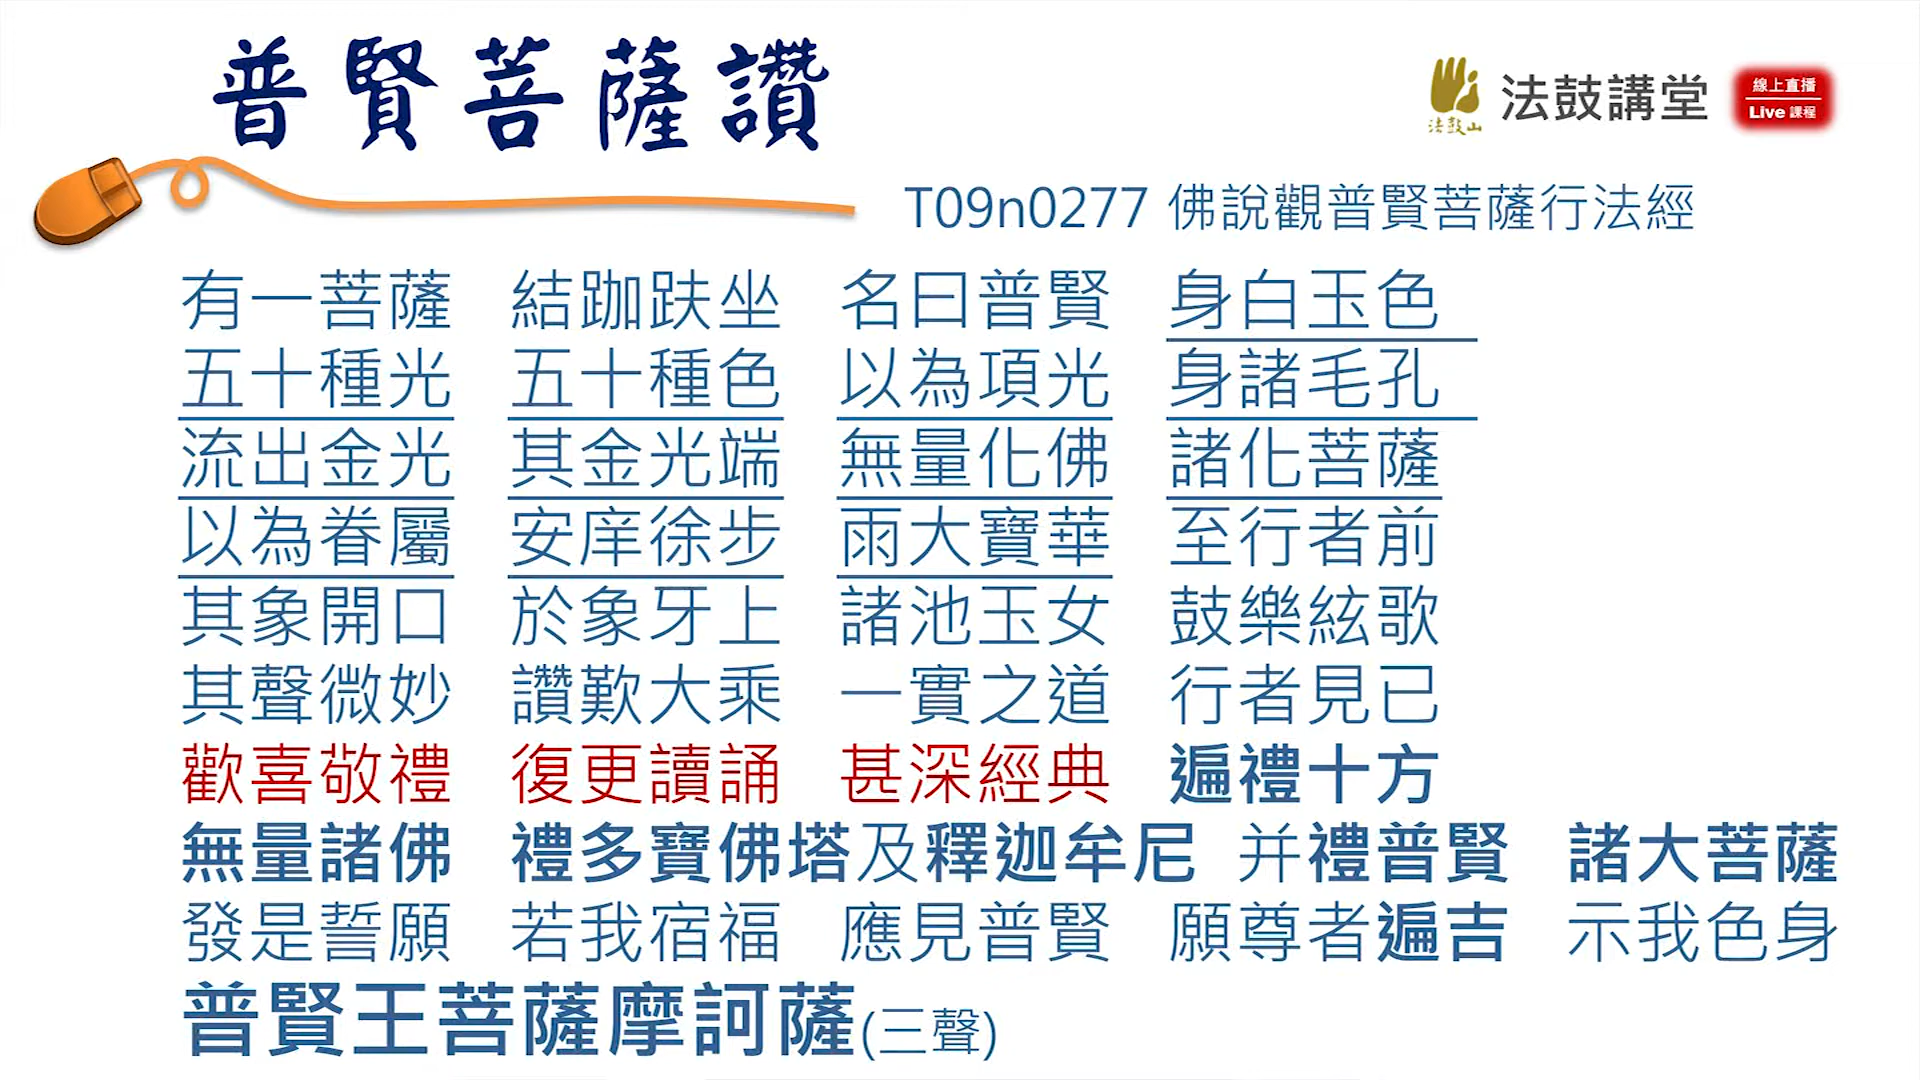 普賢菩薩讚
法鼓山
法鼓講堂
線上直播
Live 課程
T09n0277 佛說觀普賢菩薩行法經
有一菩薩 結跏趺坐 名曰普賢 身白玉色
五十種光 五十種色 以為項光 身諸毛孔
流出金光 其金光端 無量化佛 諸化菩薩
以為眷屬 安庠徐步 雨大寶華 至行者前
其象開口 於象牙上 諸池玉女 鼓樂絃歌
其聲微妙 讚歎大乘 一實之道 行者見已
歡喜敬禮 復更讀誦 甚深經典 遍禮十方
無量諸佛 禮多寶佛塔及釋迦牟尼 并禮普賢 諸大菩薩
發是誓願 若我宿福 應見普賢 願尊者遍吉 示我色身
普賢王菩薩摩訶薩(三聲)